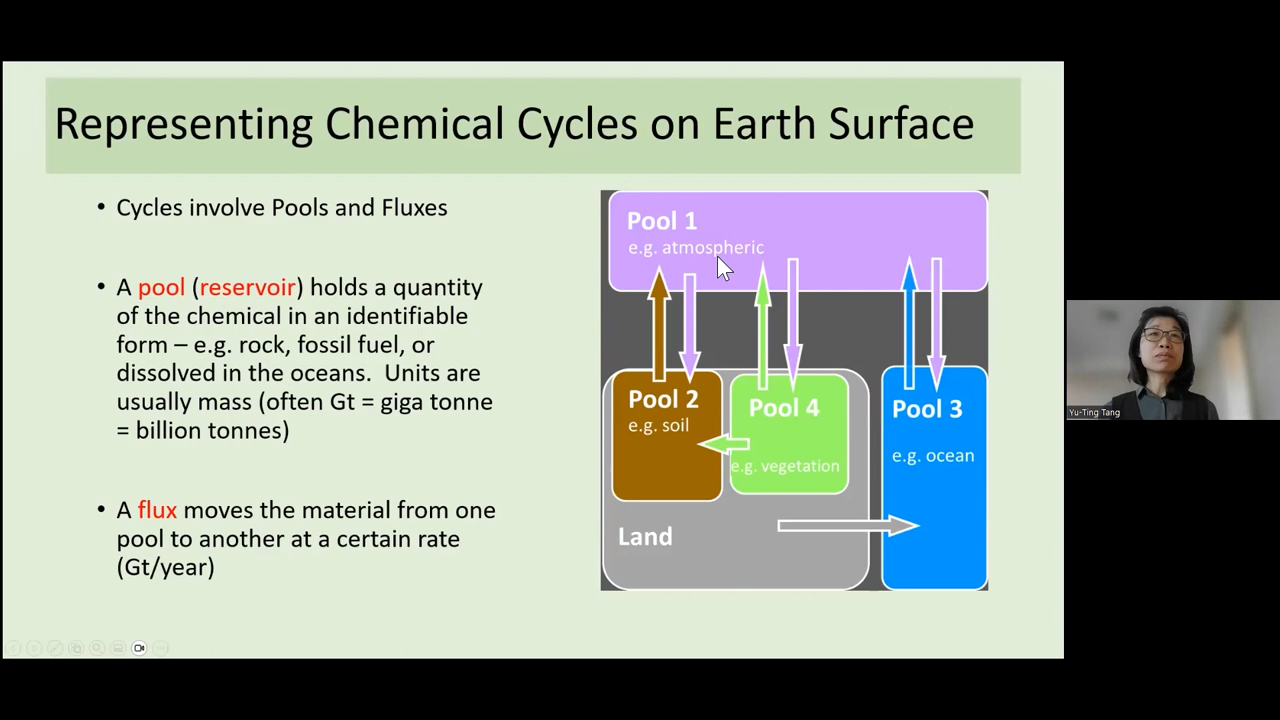 Representing Chemical Cycles on Earth Surface
• Cycles involve Pools and Fluxes
• A pool (reservoir) holds a quantity
of the chemical in an identifiable
form – e.g. rock, fossil fuel, or
dissolved in the oceans.  Units are
usually mass (often Gt = giga tonne
= billion tonnes)
• A flux moves the material from one
pool to another at a certain rate
(Gt/year)
Pool 1
e.g. atmospheric
Pool 2
e.g. soil
Pool 4
e.g. vegetation
Pool 3
e.g. ocean
Land
Yu-Ting Tang